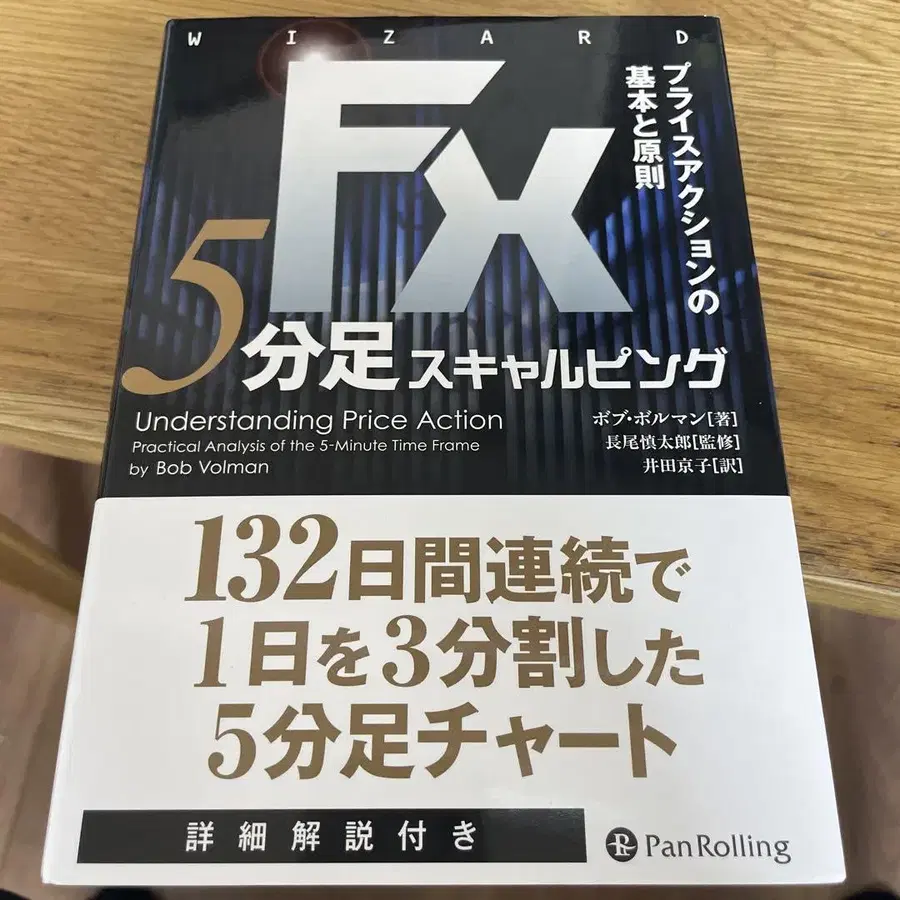 WIZARD
プライスアクションの
基本と原則
FX
5分足スキャルピング
Understanding Price Action
Practical Analysis of the 5-Minute Time Frame
by Bob Volman
ボブ・ボルマン[著]
長尾慎太郎[監修]
井田京子[訳]
132日間連続で
1日を3分割した
5分足チャート
詳細解説付き
PanRolling